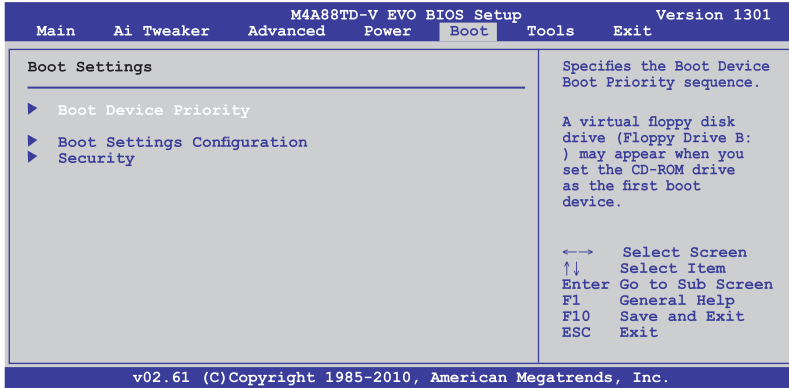 M4A88TD-V EVO BIOS Setup Version 1301
Main Ai Tweaker Advanced Power Boot Tools Exit
Boot Settings
Boot Device Priority
Boot Settings Configuration
Security
Specifies the Boot Device
Boot Priority sequence.
A virtual floppy disk
drive (Floppy Drive B:
) may appear when you
set the CD-ROM drive
as the first boot
device.
←→ Select Screen
↑↓ Select Item
Enter Go to Sub Screen
F1 General Help
F10 Save and Exit
ESC Exit
v02.61 (C)Copyright 1985-2010, American Megatrends, Inc.